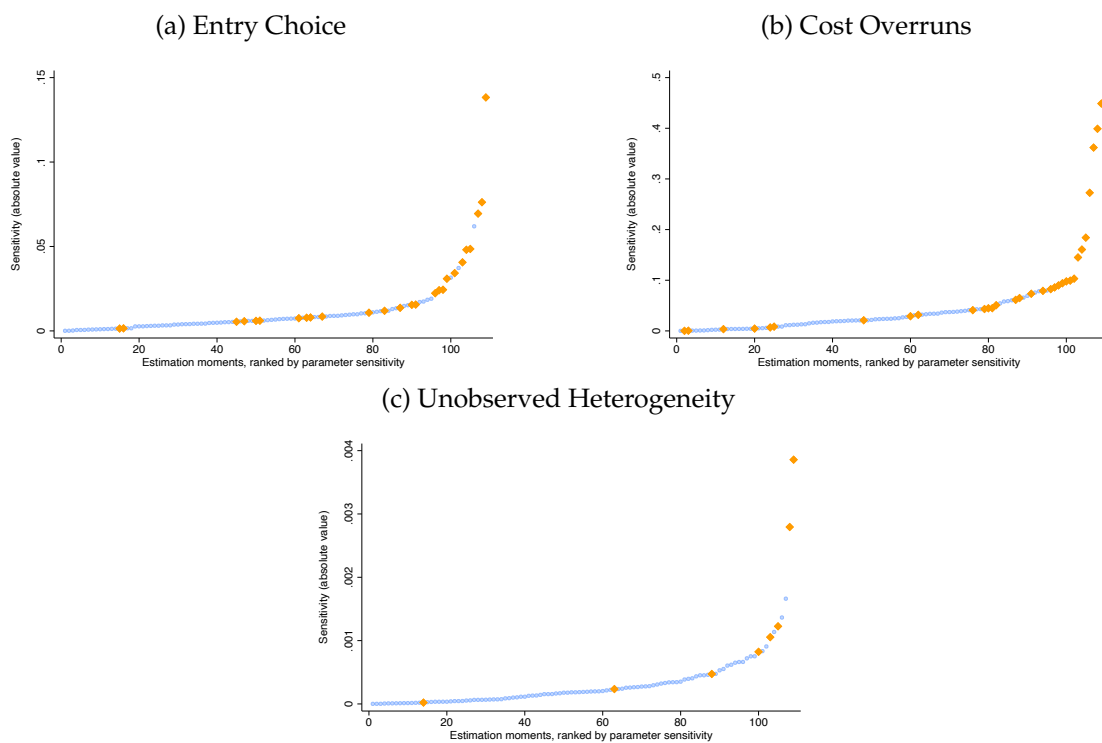 (a) Entry Choice
Sensitivity (absolute value)
.15
.1
.05
0
0 20 40 60 80 100
Estimation moments, ranked by parameter sensitivity
(b) Cost Overruns
Sensitivity (absolute value)
.5
.4
.3
.2
.1
0
0 20 40 60 80 100
Estimation moments, ranked by parameter sensitivity
(c) Unobserved Heterogeneity
Sensitivity (absolute value)
.004
.003
.002
.001
0
0 20 40 60 80 100
Estimation moments, ranked by parameter sensitivity